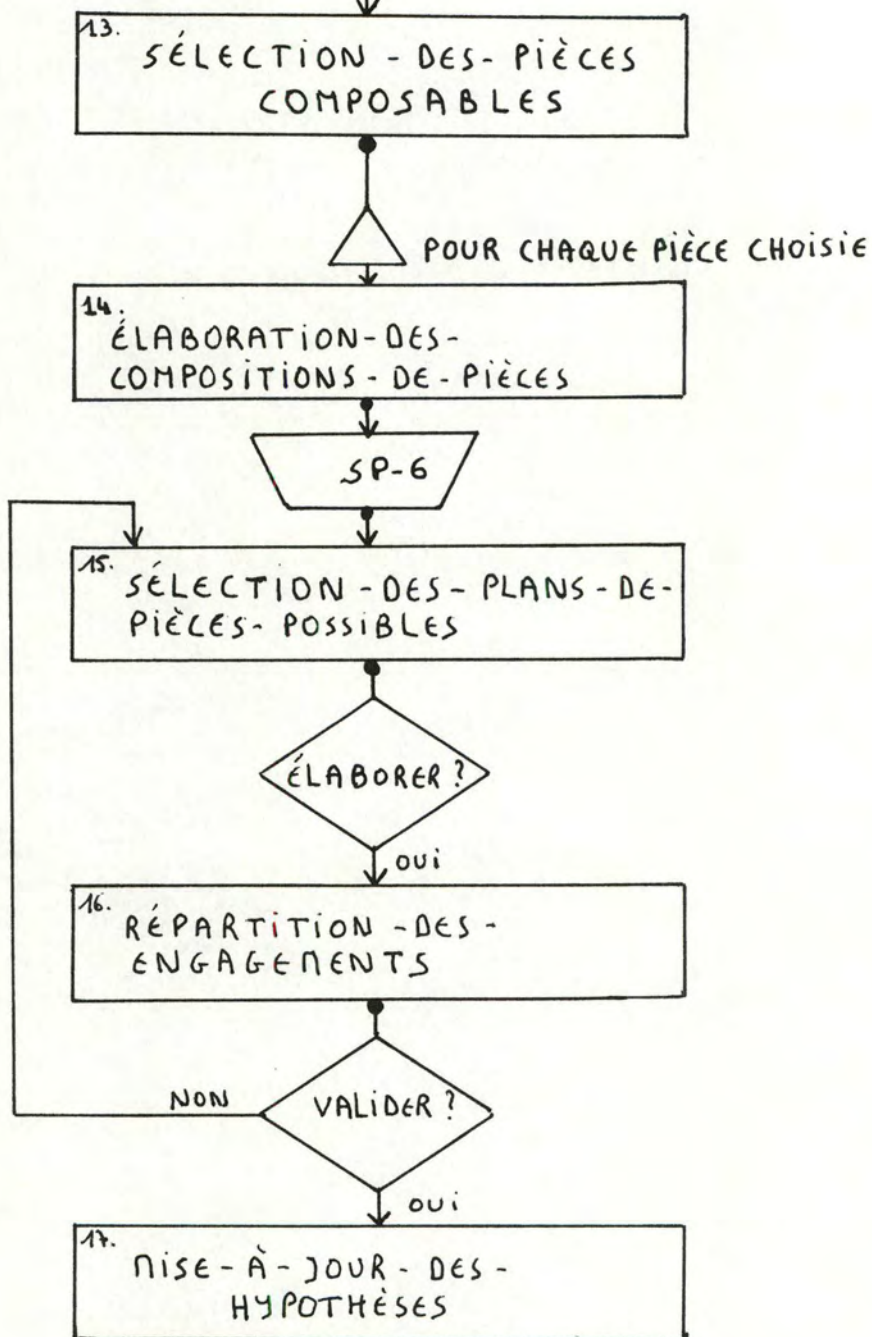 13.
SÉLECTION - DES - PIÈCES
COMPOSABLES
POUR CHAQUE PIÈCE CHOISIE
14.
ÉLABORATION - DES -
COMPOSITIONS - DE - PIÈCES
SP-6
15.
SÉLECTION - DES - PLANS - DE -
PIÈCES - POSSIBLES
ÉLABORER ?
OUI
16.
RÉPARTITION - DES -
ENGAGEMENTS
NON
VALIDER ?
OUI
17.
MISE - À - JOUR - DES -
HYPOTHÈSES